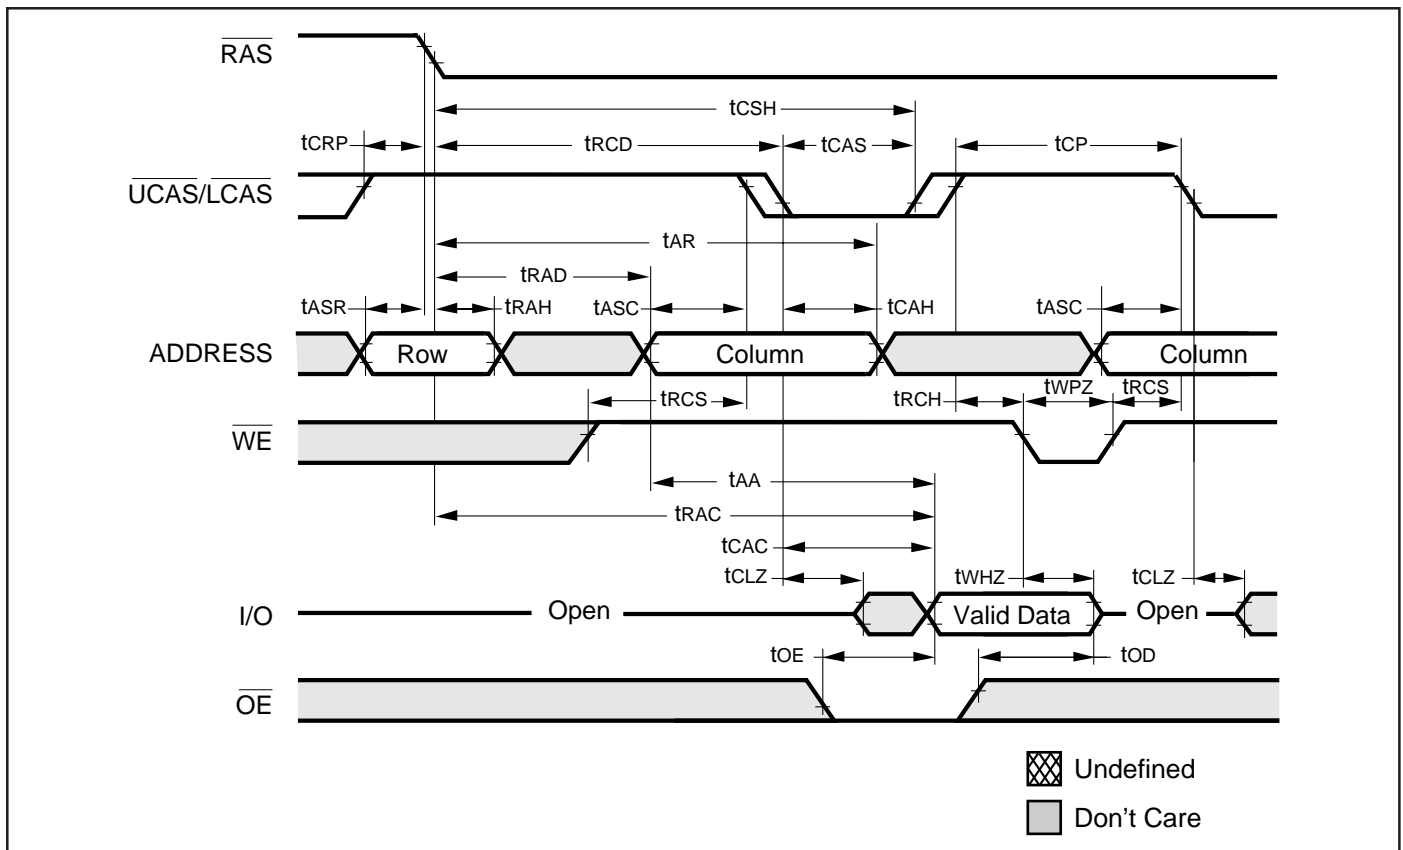 RAS
tCSH
tCRP
tRCD
tCAS
tCP
UCAS/LCAS
tAR
tRAD
tASR
tRAH
tASC
tCAH
tASC
ADDRESS
Row
Column
Column
tRCS
tRCH
tWPZ
tRCS
WE
tAA
tRAC
tCAC
tCLZ
tWHZ
tCLZ
I/O
Open
Valid Data
Open
tOE
tOD
OE
Undefined
Don't Care